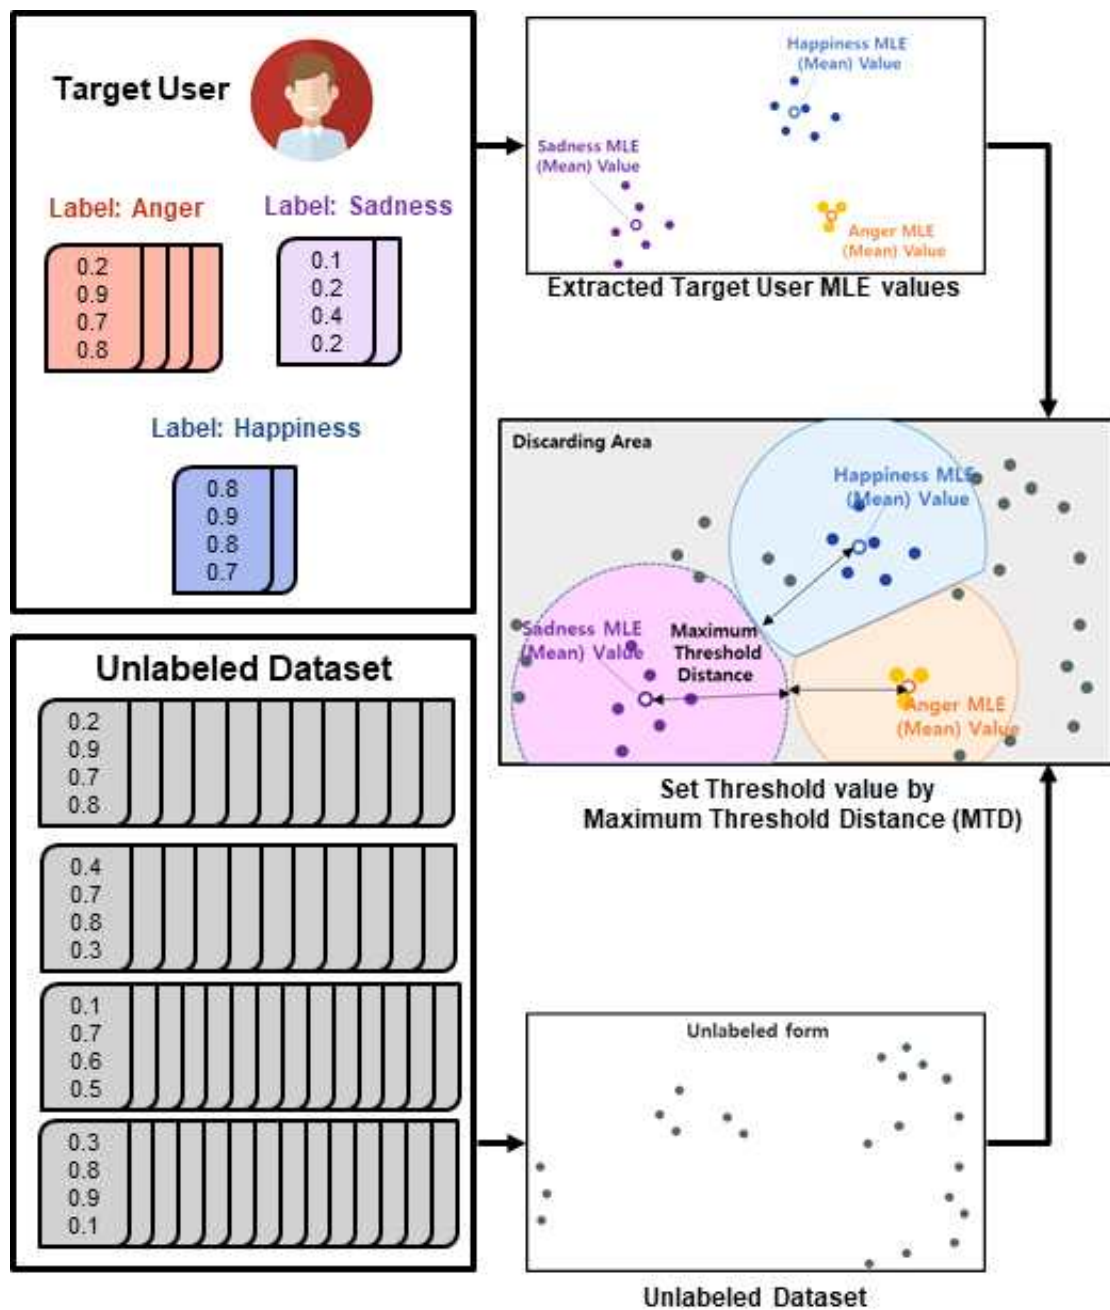 Target User
Label: Anger
0.2
0.9
0.7
0.8
Label: Sadness
0.1
0.2
0.4
0.2
Label: Happiness
0.8
0.9
0.8
0.7
Happiness MLE
(Mean) Value
Sadness MLE
(Mean) Value
Anger MLE
(Mean) Value
Extracted Target User MLE values
Discarding Area
Happiness MLE
(Mean) Value
Sadness MLE
(Mean) Value
Maximum
Threshold
Distance
Anger MLE
(Mean) Value
Set Threshold value by
Maximum Threshold Distance (MTD)
Unlabeled Dataset
0.2
0.9
0.7
0.8
0.4
0.7
0.8
0.3
0.1
0.7
0.6
0.5
0.3
0.8
0.9
0.1
Unlabeled form
Unlabeled Dataset